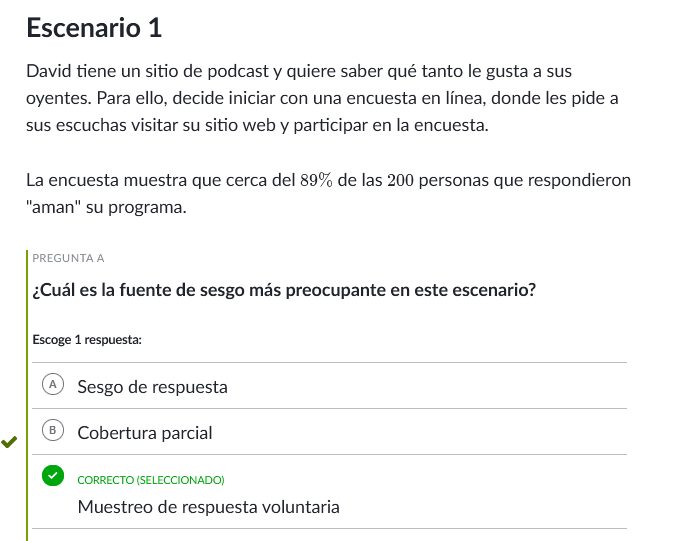 Escenario 1
David tiene un sitio de podcast y quiere saber qué tanto le gusta a sus
oyentes. Para ello, decide iniciar con una encuesta en línea, donde les pide a
sus escuchas visitar su sitio web y participar en la encuesta.
La encuesta muestra que cerca del 89% de las 200 personas que respondieron
"aman" su programa.
PREGUNTA A
¿Cuál es la fuente de sesgo más preocupante en este escenario?
Escoge 1 respuesta:
A Sesgo de respuesta
B Cobertura parcial
CORRECTO (SELECCIONADO)
Muestreo de respuesta voluntaria